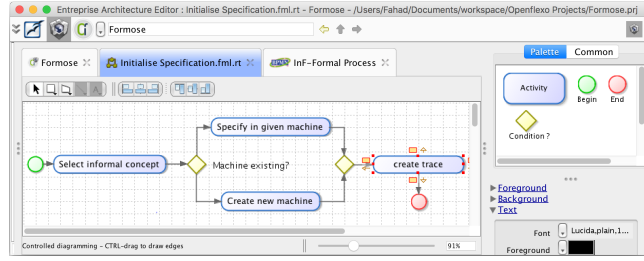 Entreprise Architecture Editor : Initialise Specification.fml.rt - Formose - /Users/Fahad/Documents/workspace/Openflexo Projects/Formose.prj
Formose
Formose
Initialise Specification.fml.rt
InF-Formal Process
Palette
Common
Activity
Begin
End
Condition ?
Specify in given machine
Select informal concept
Machine existing?
create trace
Create new machine
Foreground
Background
Text
Font
Lucida,plain,1...
Foreground
Controlled diagramming - CTRL-drag to draw edges
91%